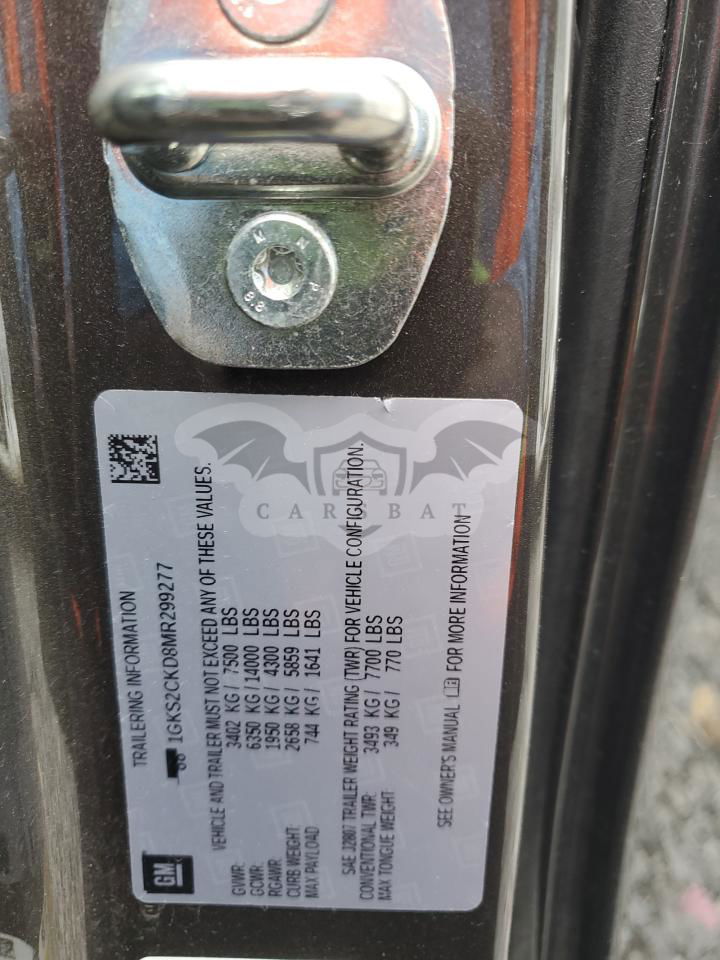 M N
8.8 P
CARSBAT
GM
TRAILERING INFORMATION
1GKS2CKD8MR299277
VEHICLE AND TRAILER MUST NOT EXCEED ANY OF THESE VALUES.
GVWR: 3402 KG / 7500 LBS
GCWR: 6350 KG / 14000 LBS
RGAWR: 1950 KG / 4300 LBS
CURB WEIGHT: 2658 KG / 5859 LBS
MAX PAYLOAD 744 KG / 1641 LBS
SAE J2807 TRAILER WEIGHT RATING (TWR) FOR VEHICLE CONFIGURATION.
CONVENTIONAL TWR: 3493 KG / 7700 LBS
MAX TONGUE WEIGHT: 349 KG / 770 LBS
SEE OWNER'S MANUAL FOR MORE INFORMATION